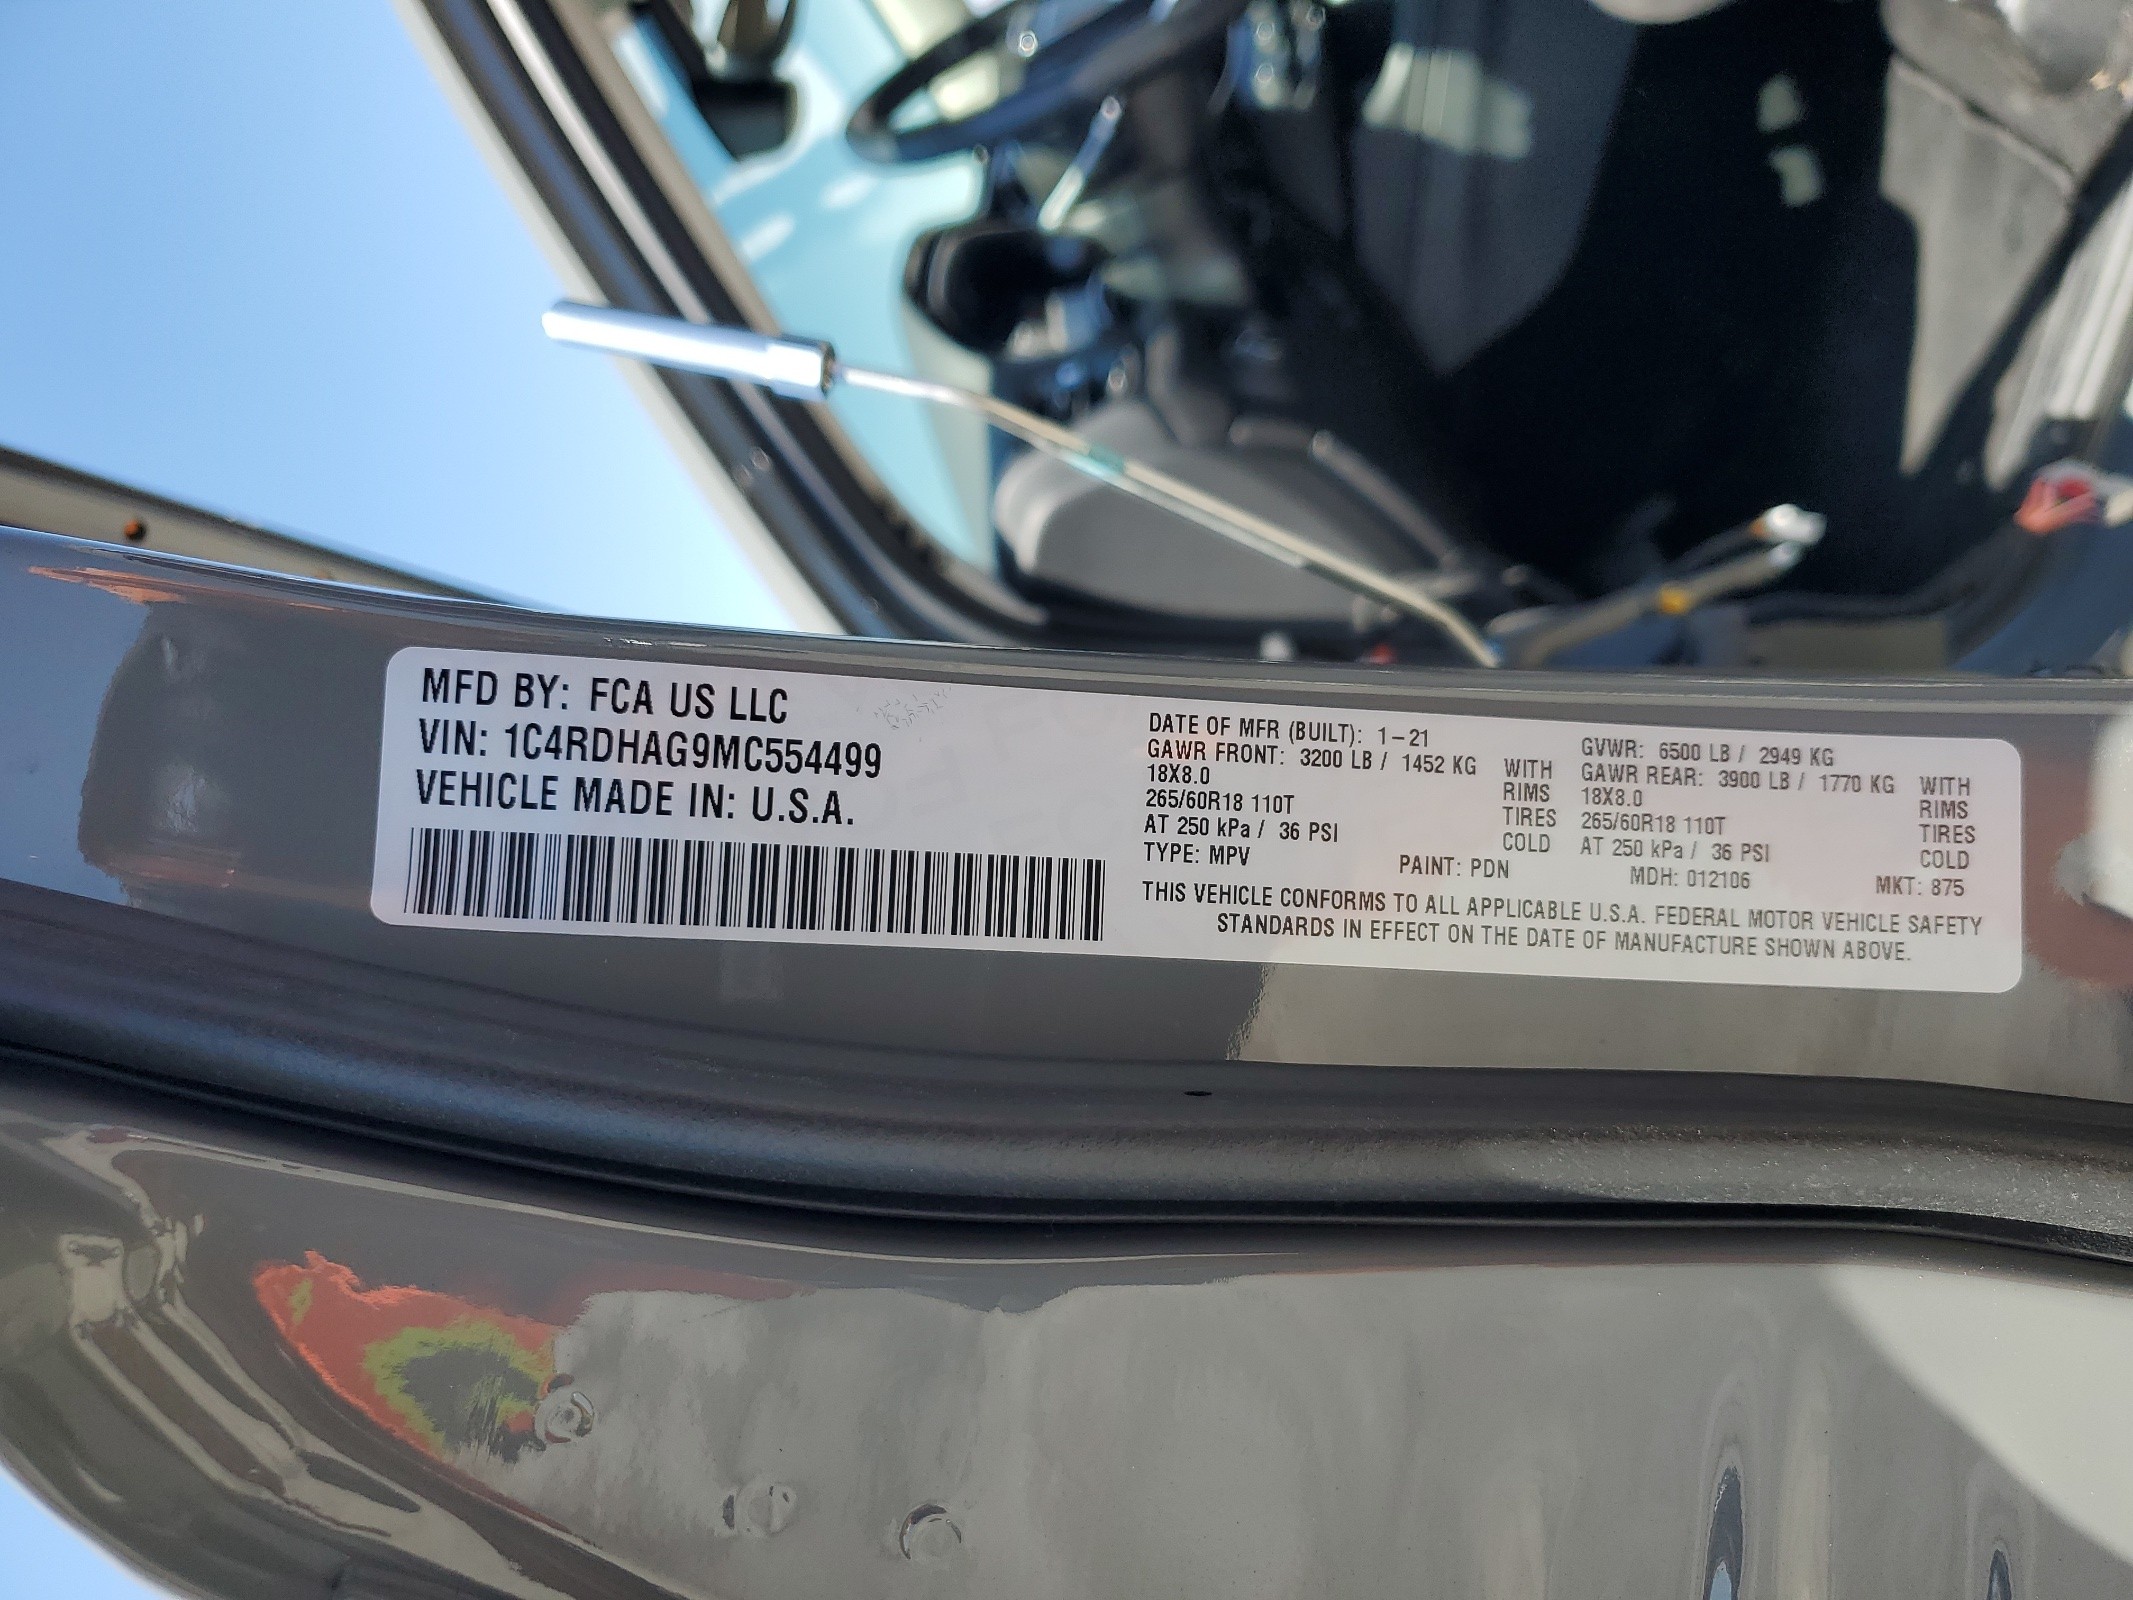 MFD BY: FCA US LLC
VIN: 1C4RDHAG9MC554499
VEHICLE MADE IN: U.S.A.
DATE OF MFR (BUILT): 1-21
GAWR FRONT: 3200 LB / 1452 KG WITH
18X8.0 RIMS
265/60R18 110T TIRES
AT 250 kPa / 36 PSI COLD
GVWR: 6500 LB / 2949 KG
GAWR REAR: 3900 LB / 1770 KG WITH
18X8.0 RIMS
265/60R18 110T TIRES
AT 250 kPa / 36 PSI COLD
TYPE: MPV PAINT: PDN MDH: 012106 MKT: 875
THIS VEHICLE CONFORMS TO ALL APPLICABLE U.S.A. FEDERAL MOTOR VEHICLE SAFETY
STANDARDS IN EFFECT ON THE DATE OF MANUFACTURE SHOWN ABOVE.